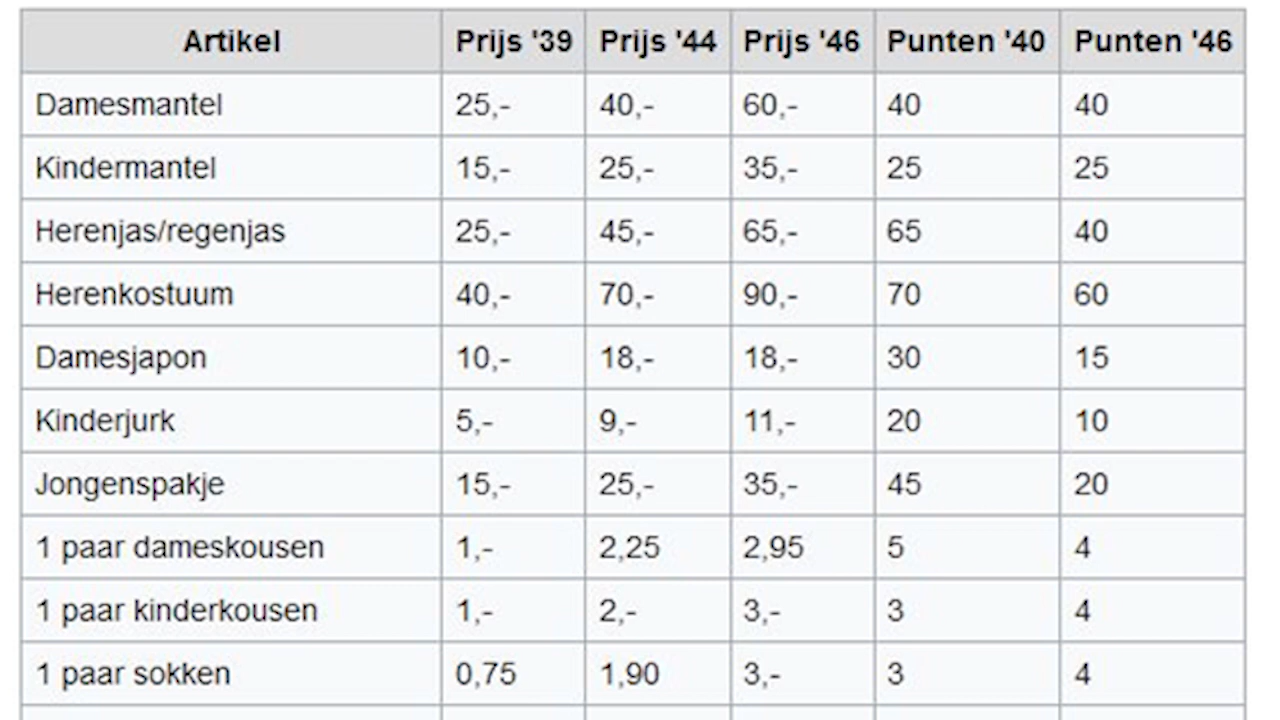 Artikel Prijs '39 Prijs '44 Prijs '46 Punten '40 Punten '46
Damesmantel 25,- 40,- 60,- 40 40
Kindermantel 15,- 25,- 35,- 25 25
Herenjas/regenjas 25,- 45,- 65,- 65 40
Herenkostuum 40,- 70,- 90,- 70 60
Damesjapon 10,- 18,- 18,- 30 15
Kinderjurk 5,- 9,- 11,- 20 10
Jongenspakje 15,- 25,- 35,- 45 20
1 paar dameskousen 1,- 2,25 2,95 5 4
1 paar kinderkousen 1,- 2,- 3,- 3 4
1 paar sokken 0,75 1,90 3,- 3 4